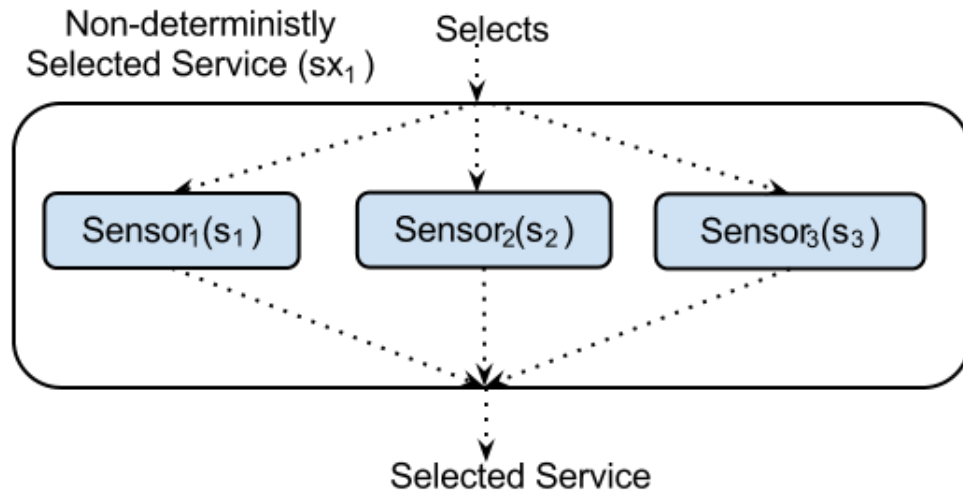 Non-deterministly
Selected Service (sx₁)
Selects
Sensor₁(s₁)
Sensor₂(s₂)
Sensor₃(s₃)
Selected Service